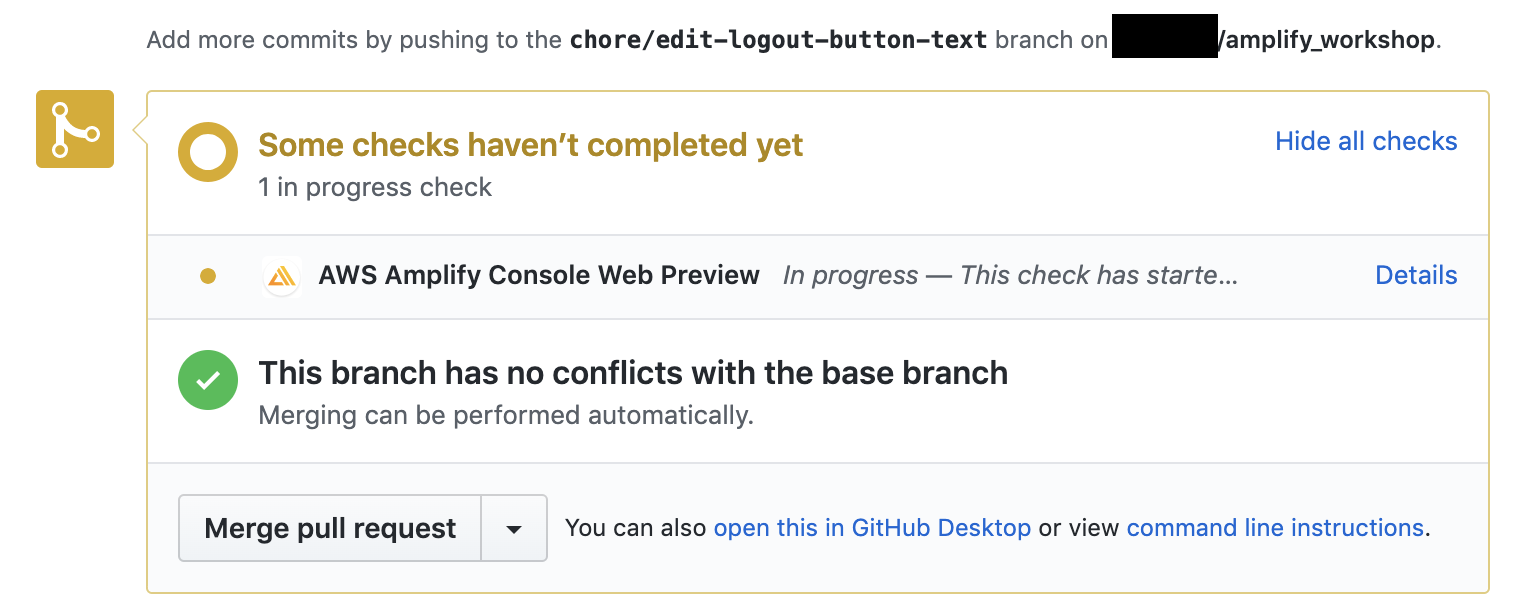 Add more commits by pushing to the chore/edit-logout-button-text branch on /amplify_workshop.
Some checks haven’t completed yet
Hide all checks
1 in progress check
AWS Amplify Console Web Preview In progress — This check has starte...
Details
This branch has no conflicts with the base branch
Merging can be performed automatically.
Merge pull request
You can also open this in GitHub Desktop or view command line instructions.